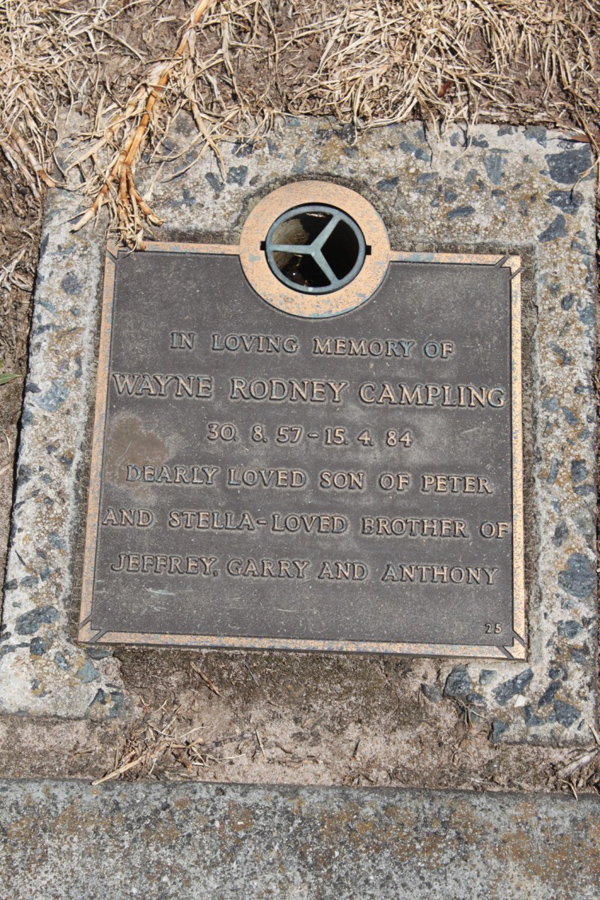 IN LOVING MEMORY OF
WAYNE RODNEY CAMPLING
30. 8. 57 - 15. 4. 84
DEARLY LOVED SON OF PETER
AND STELLA - LOVED BROTHER OF
JEFFREY, GARRY AND ANTHONY
25